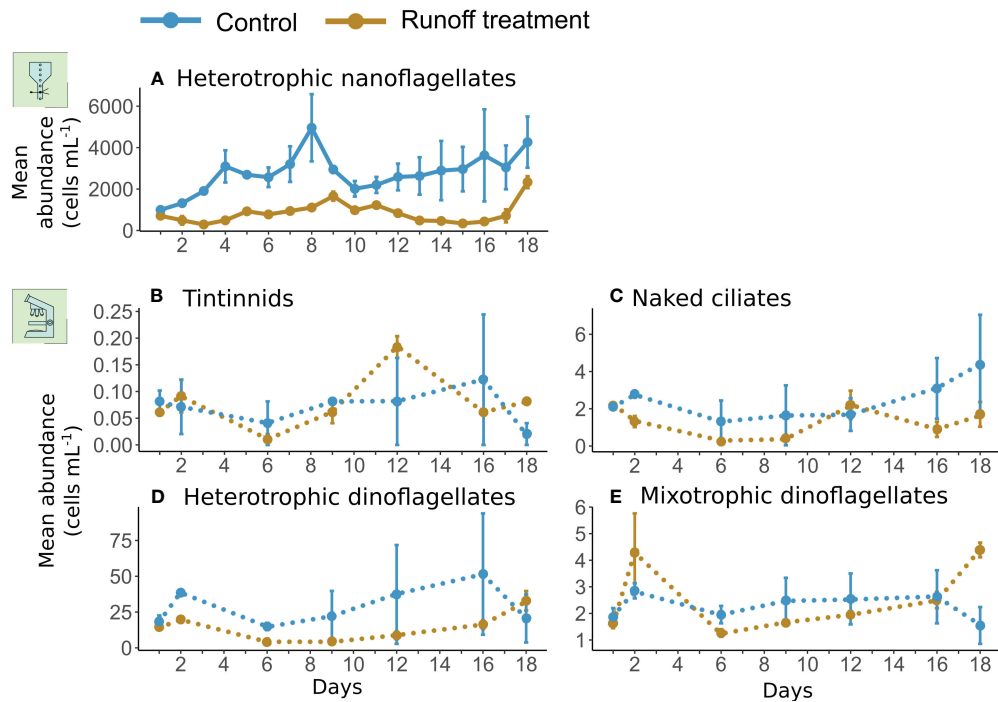 Control Runoff treatment
A Heterotrophic nanoflagellates
Mean
abundance
(cells mL-1)
6000
4000
2000
0
2 4 6 8 10 12 14 16 18
B Tintinnids
0.25
0.20
0.15
0.10
0.05
0.00
2 4 6 8 10 12 14 16 18
C Naked ciliates
6
4
2
0
2 4 6 8 10 12 14 16 18
Mean abundance
(cells mL-1)
D Heterotrophic dinoflagellates
75
50
25
0
2 4 6 8 10 12 14 16 18
Days
E Mixotrophic dinoflagellates
6
5
4
3
2
1
2 4 6 8 10 12 14 16 18
Days